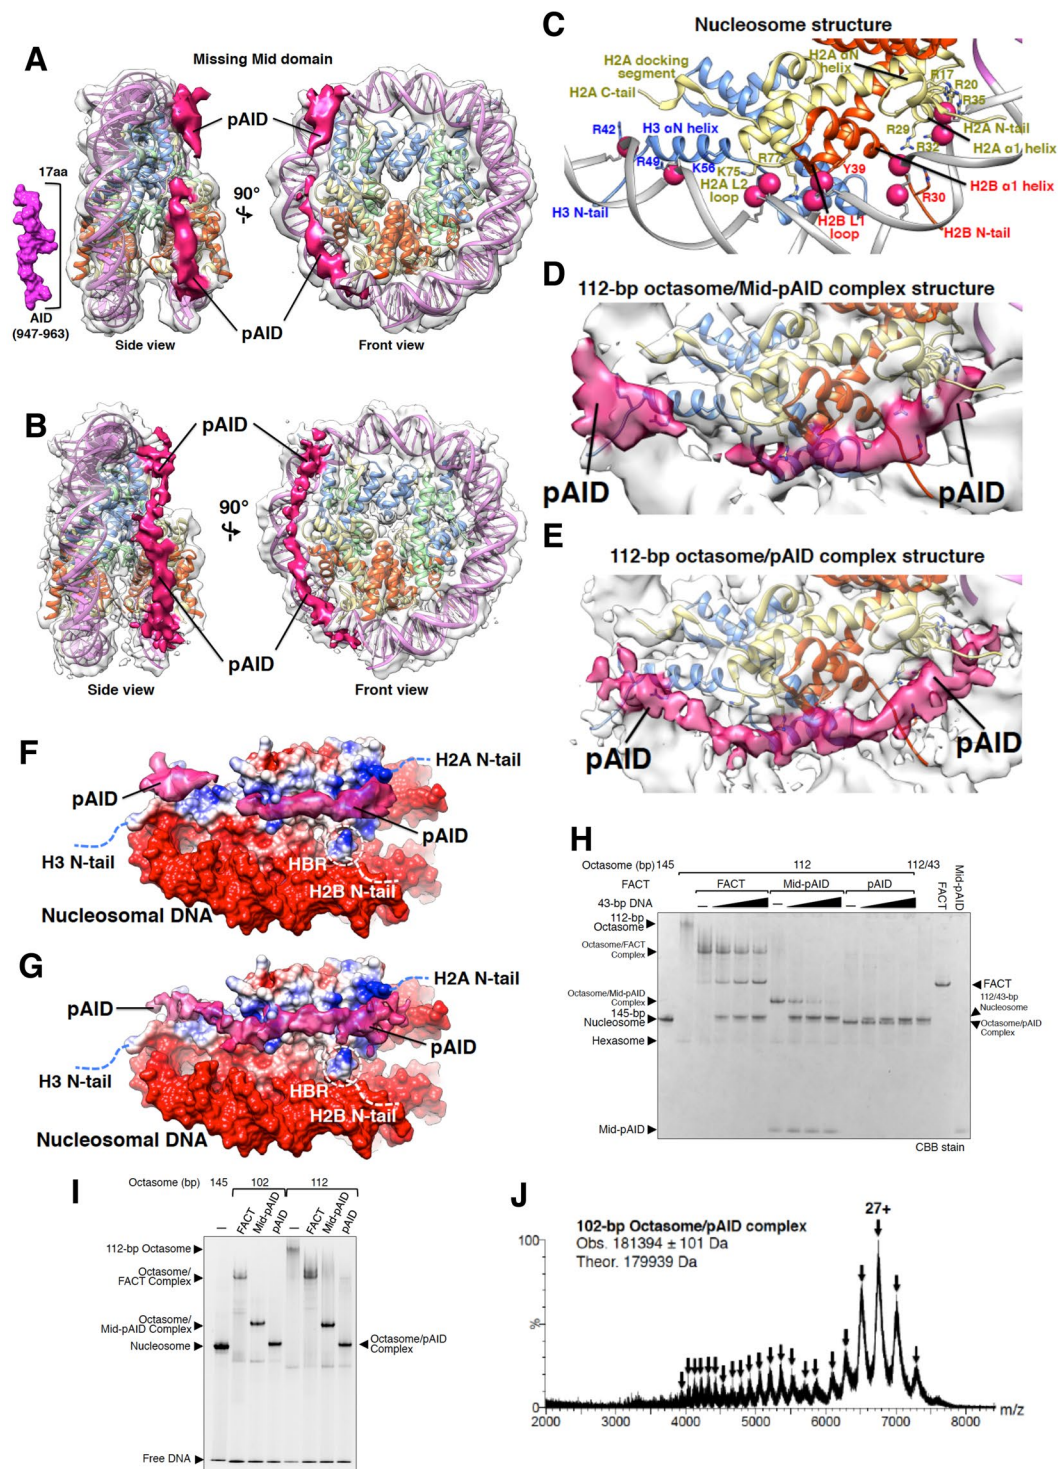 A
Missing Mid domain
pAID
17aa
90°
AID
(947-963)
pAID
Side view
Front view
B
pAID
90°
pAID
Side view
Front view
C
Nucleosome structure
H2A docking
segment
H2A αN
helix
H2A C-tail
R17
R20
R35
R42
H3 αN helix
R29
H2A N-tail
R49
K56
R77
R32
H2A α1 helix
K75
Y39
H2A L2
loop
R30
H2B α1 helix
H3 N-tail
H2B L1
loop
H2B N-tail
D
112-bp octasome/Mid-pAID complex structure
pAID
pAID
E
112-bp octasome/pAID complex structure
pAID
pAID
F
H2A N-tail
pAID
pAID
H3 N-tail
HBR
H2B N-tail
Nucleosomal DNA
G
H2A N-tail
pAID
pAID
H3 N-tail
HBR
H2B N-tail
Nucleosomal DNA
H
Octasome (bp) 145 112 112/43
FACT FACT Mid-pAID pAID
43-bp DNA – – –
FACT
Mid-pAID
112-bp
Octasome
Octasome/FACT
Complex
Octasome/Mid-pAID
Complex
145-bp
Nucleosome
Hexasome
Mid-pAID
FACT
112/43-bp
Nucleosome
Octasome/pAID
Complex
CBB stain
I
Octasome (bp) 145 102 112
– FACT Mid-pAID pAID – FACT Mid-pAID pAID
112-bp Octasome
Octasome/
FACT Complex
Octasome/
Mid-pAID Complex
Nucleosome
Octasome/pAID
Complex
Free DNA
J
102-bp Octasome/pAID complex
Obs. 181394 ± 101 Da
Theor. 179939 Da
27+
100
%
0
2000 3000 4000 5000 6000 7000 8000 m/z